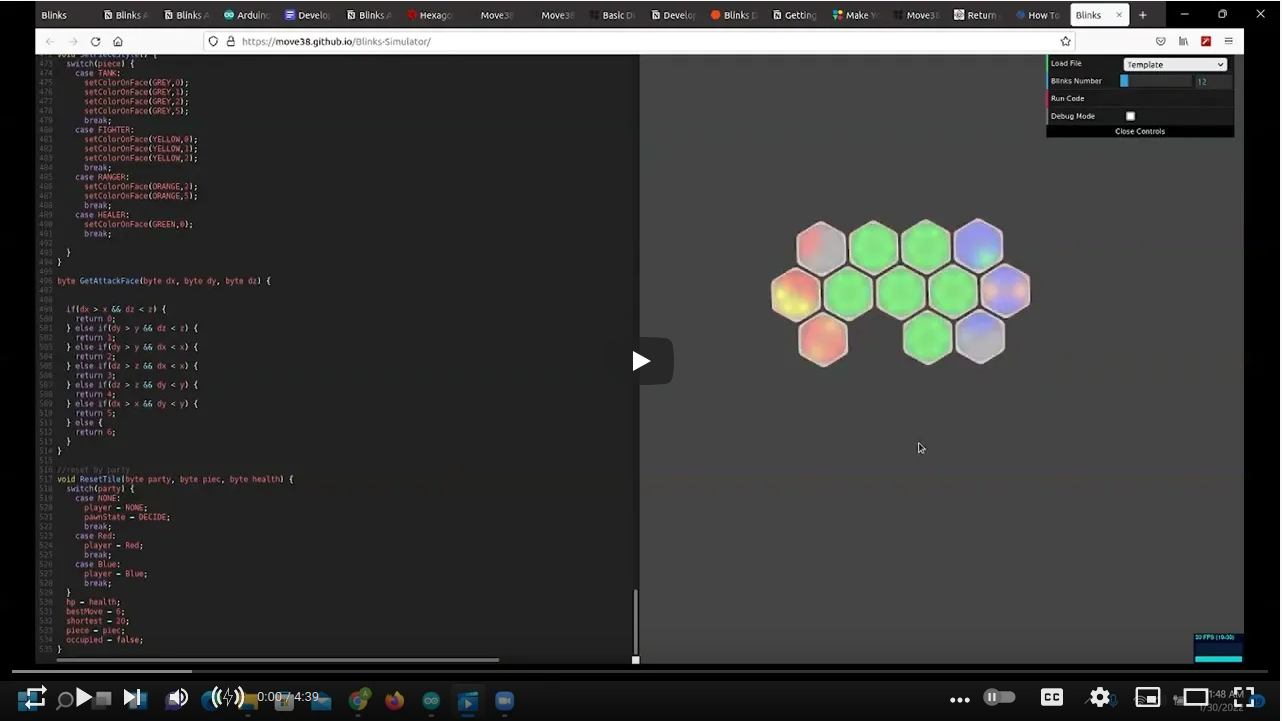 Blinks
Blinks A
Blinks A
Arduino
Develo
Blinks A
Hexago
Move38
Move38
Basic Di
Develo
Blinks D
Getting
Make Y
Move38
Return
How To
Blinks
https://move38.github.io/Blinks-Simulator/
473 switch(piece) {
474 case TANK:
475 setColorOnFace(GREY,0);
476 setColorOnFace(GREY,1);
477 setColorOnFace(GREY,2);
478 setColorOnFace(GREY,5);
479 break;
480 case FIGHTER:
481 setColorOnFace(YELLOW,0);
482 setColorOnFace(YELLOW,1);
483 setColorOnFace(YELLOW,2);
484 break;
485 case RANGER:
486 setColorOnFace(ORANGE,2);
487 setColorOnFace(ORANGE,5);
488 break;
489 case HEALER:
490 setColorOnFace(GREEN,0);
491 break;
492
493 }
494 }
495
496 byte GetAttackFace(byte dx, byte dy, byte dz) {
497
498
499 if(dx > x && dz < z) {
500 return 0;
501 } else if(dy > y && dz < z) {
502 return 1;
503 } else if(dy > y && dx < x) {
504 return 2;
505 } else if(dz > z && dx < x) {
506 return 3;
507 } else if(dz > z && dy < y) {
508 return 4;
509 } else if(dx > x && dy < y) {
510 return 5;
511 } else {
512 return 6;
513 }
514 }
515
516 //reset by party
517 void ResetTile(byte party, byte piec, byte health) {
518 switch(party) {
519 case NONE:
520 player = NONE;
521 pawnState = DECIDE;
522 break;
523 case Red:
524 player = Red;
525 break;
526 case Blue:
527 player = Blue;
528 break;
529 }
530 hp = health;
531 bestMove = 6;
532 shortest = 20;
533 piece = piec;
534 occupied = false;
535 }
Load File
Template
Blinks Number
12
Run Code
Debug Mode
Close Controls
20 FPS (19-30)
0:00 / 4:39
CC
1:48 AM
1/30/2022